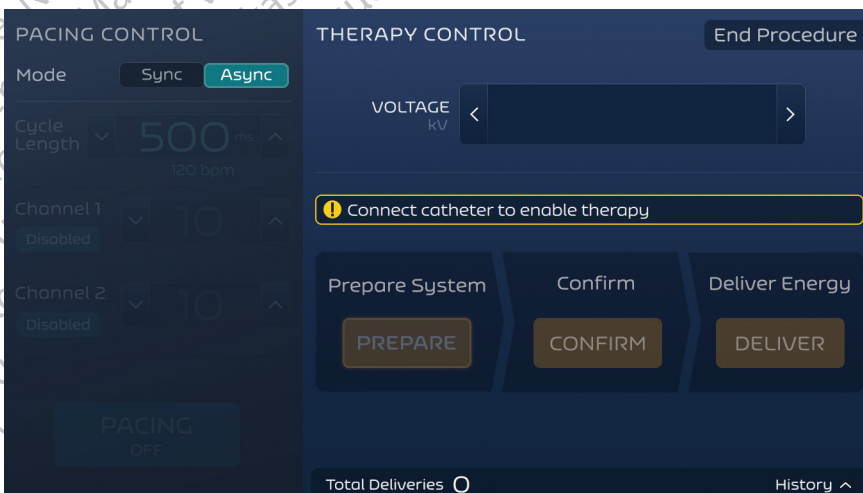 PACING CONTROL
Mode
Sync
Async
Cycle Length
500 ms
120 bpm
Channel 1
Disabled
10
Channel 2
Disabled
10
PACING
OFF
THERAPY CONTROL
End Procedure
VOLTAGE
kV
Connect catheter to enable therapy
Prepare System
Confirm
Deliver Energy
PREPARE
CONFIRM
DELIVER
Total Deliveries 0
History